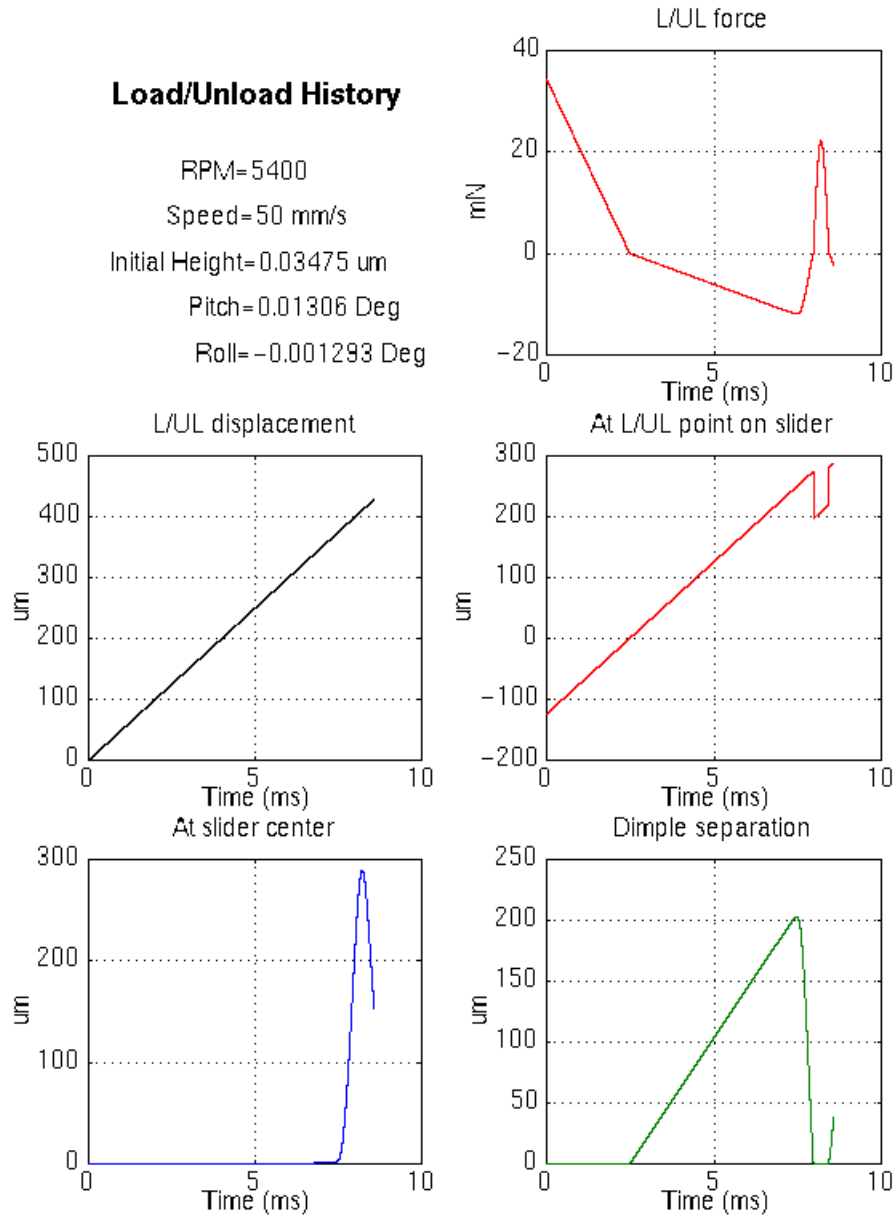 L/UL force
Load/Unload History
RPM=5400
Speed=50 mm/s
Initial Height=0.03475 um
Pitch=0.01306 Deg
Roll=-0.001293 Deg
40
20
0
-20
mN
0
5
10
Time (ms)
L/UL displacement
500
400
300
200
100
0
um
0
5
10
Time (ms)
At L/UL point on slider
300
200
100
0
-100
-200
um
0
5
10
Time (ms)
At slider center
300
200
100
0
um
0
5
10
Time (ms)
Dimple separation
250
200
150
100
50
0
um
0
5
10
Time (ms)